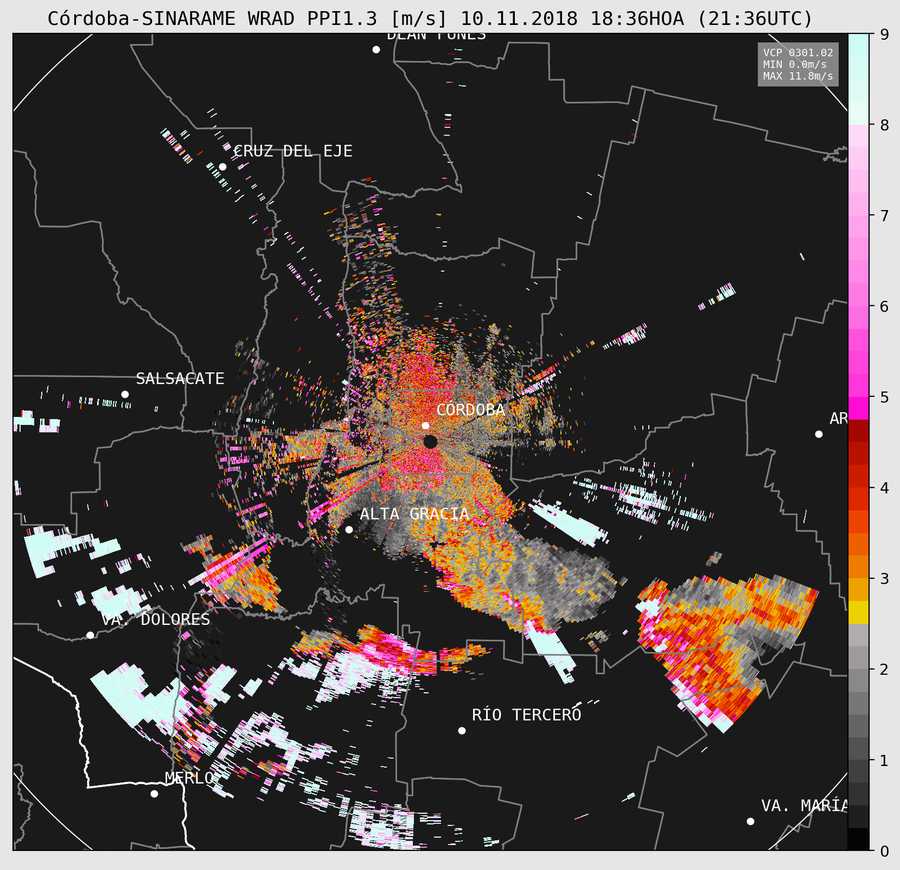 Córdoba-SINARAME WRAD PPI1.3 [m/s] 10.11.2018 18:36HOA (21:36UTC)
DEÁN FUNES
VCP 0301.02
MIN 0.0m/s
MAX 11.8m/s
CRUZ DEL EJE
SALSACATE
CÓRDOBA
AR
ALTA GRACIA
VA. DOLORES
RÍO TERCERO
MERLO
VA. MARÍA
9
8
7
6
5
4
3
2
1
0